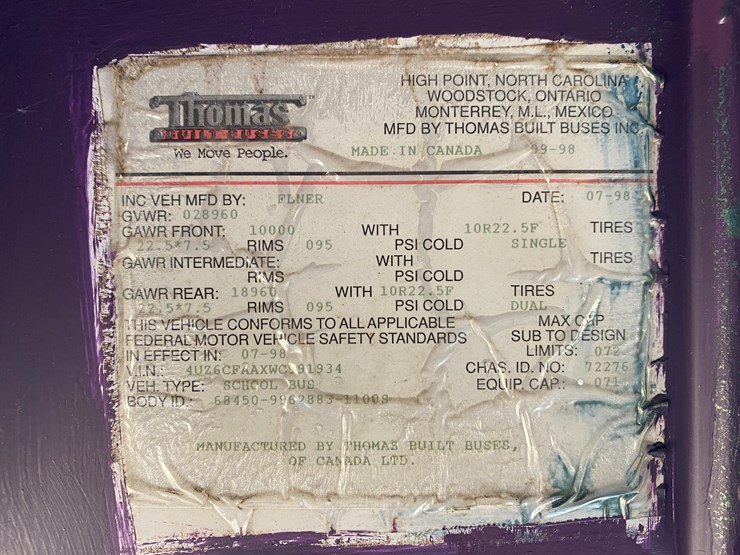 HIGH POINT, NORTH CAROLINA
WOODSTOCK, ONTARIO
MONTERREY, M.L., MEXICO
MFD BY THOMAS BUILT BUSES INC
Thomas™
BUILT BUSES
We Move People.
MADE IN CANADA 09-98
INC VEH MFD BY: FLNER DATE: 07-98
GVWR: 028960
GAWR FRONT: 10000 WITH 10R22.5F TIRES
22.5*7.5 RIMS 095 PSI COLD SINGLE
GAWR INTERMEDIATE: WITH TIRES
RIMS PSI COLD
GAWR REAR: 18960 WITH 10R22.5F TIRES
22.5*7.5 RIMS 095 PSI COLD DUAL
THIS VEHICLE CONFORMS TO ALL APPLICABLE MAX CAP
FEDERAL MOTOR VEHICLE SAFETY STANDARDS SUB TO DESIGN
IN EFFECT IN: 07-98 LIMITS: 072
V.I.N.: CHAS. ID. NO: 72276
VEH. TYPE: SCHOOL BUS EQUIP. CAP.: 071
BODY ID.:
MANUFACTURED BY THOMAS BUILT BUSES,
OF CANADA LTD.